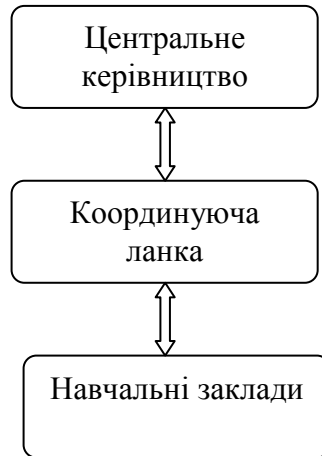 Центральне
керівництво
Координуюча
ланка
Навчальні заклади